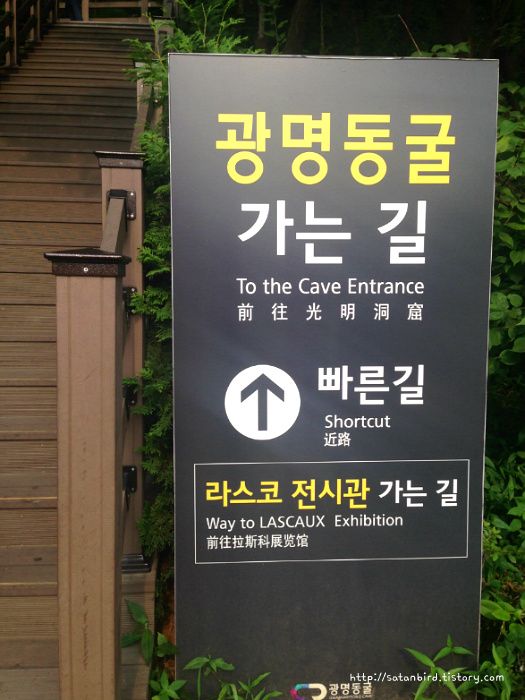 광명동굴
가는 길
To the Cave Entrance
前往光明洞窟
빠른길
Shortcut
近路
라스코 전시관 가는 길
Way to LASCAUX Exhibition
前往拉斯科展览馆
광명동굴
http://satanbird.tistory.com